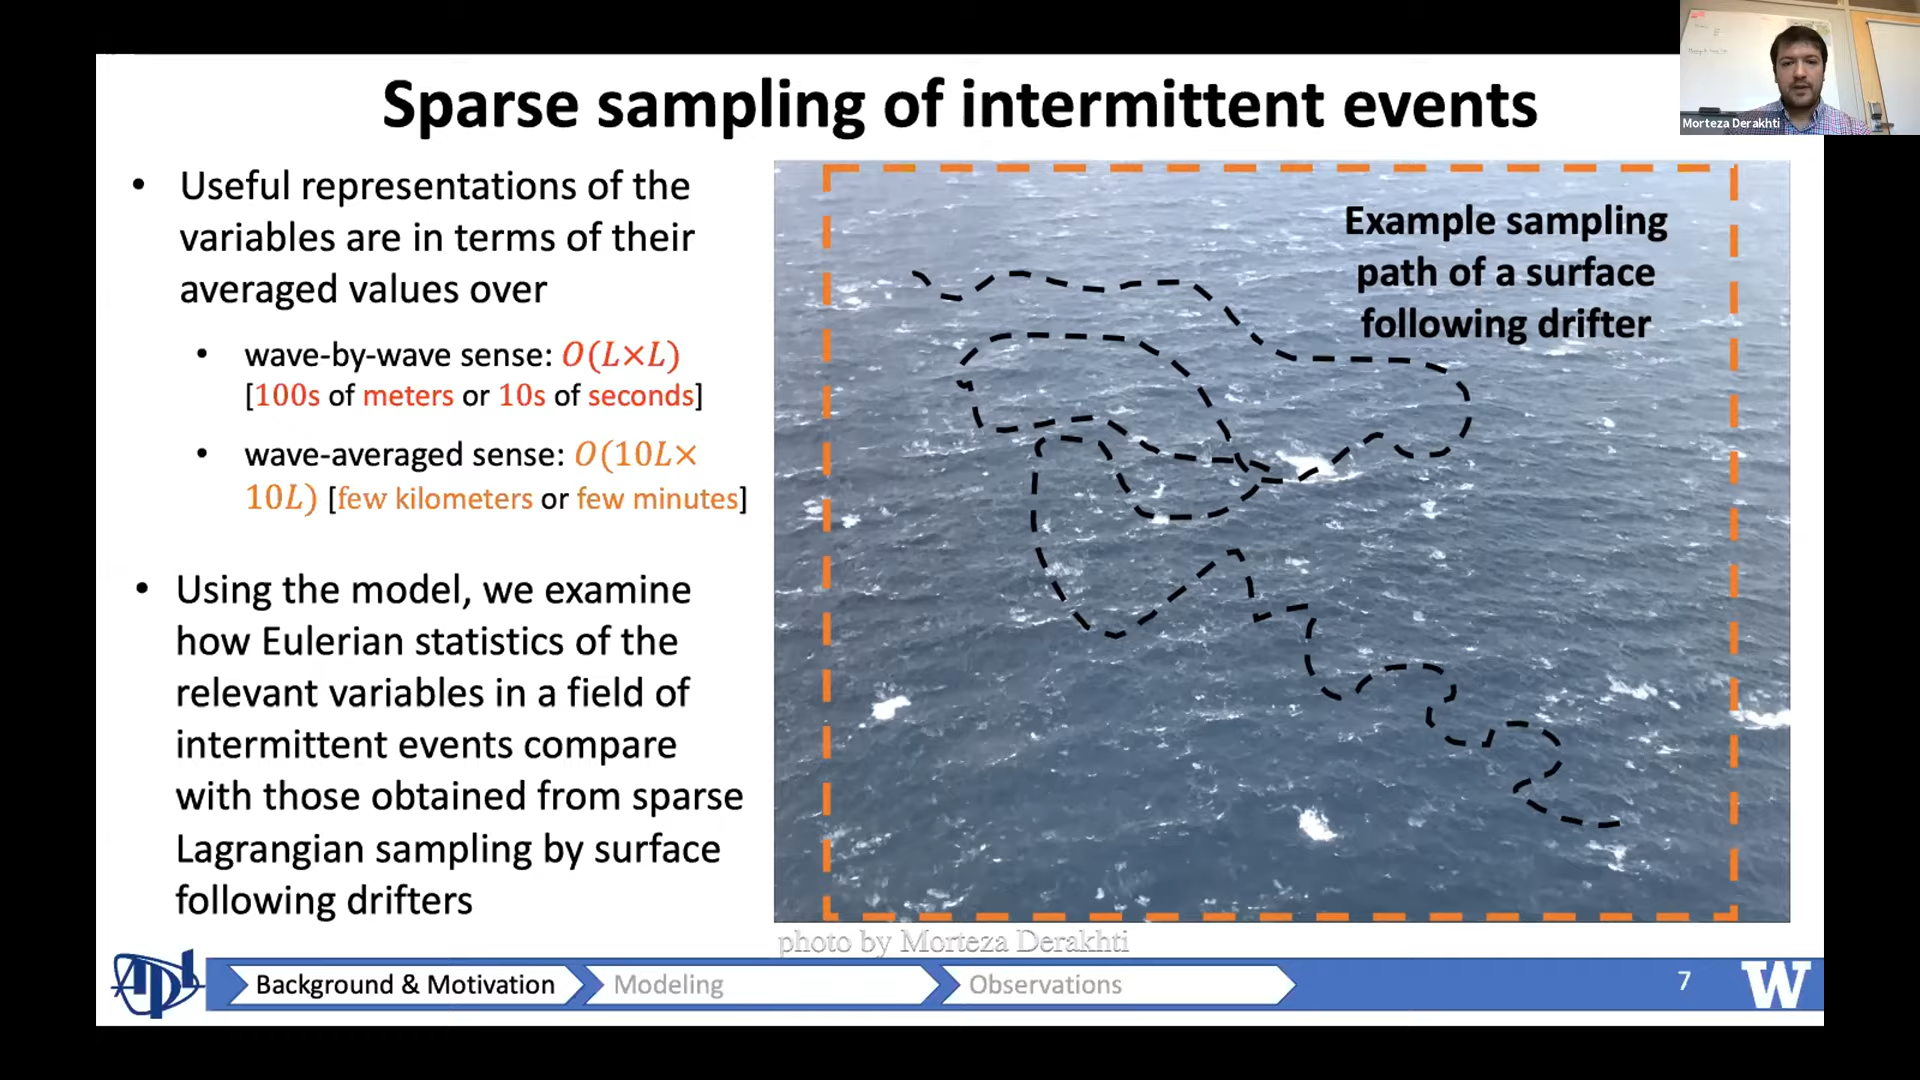 Sparse sampling of intermittent events
Morteza Derakhti
• Useful representations of the
variables are in terms of their
averaged values over
• wave-by-wave sense: O(L×L)
[100s of meters or 10s of seconds]
• wave-averaged sense: O(10L×
10L) [few kilometers or few minutes]
• Using the model, we examine
how Eulerian statistics of the
relevant variables in a field of
intermittent events compare
with those obtained from sparse
Lagrangian sampling by surface
following drifters
Example sampling
path of a surface
following drifter
photo by Morteza Derakhti
APL
Background & Motivation
Modeling
Observations
7
W